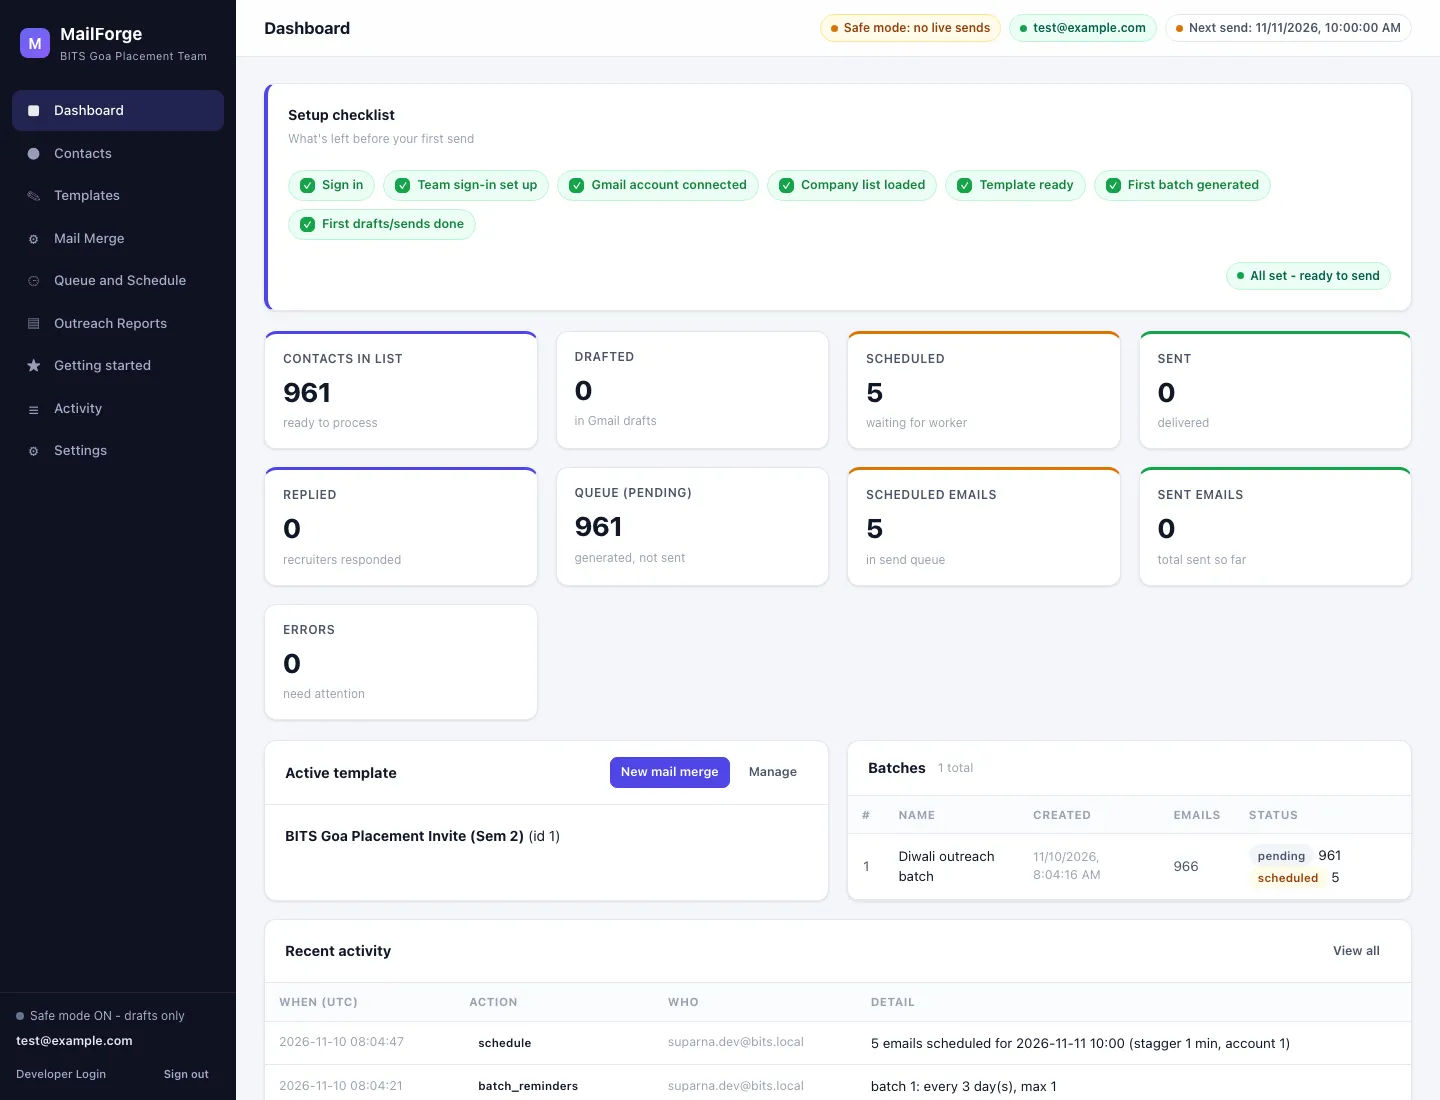 M
MailForge
BITS Goa Placement Team
Dashboard
Contacts
Templates
Mail Merge
Queue and Schedule
Outreach Reports
Getting started
Activity
Settings
Safe mode ON - drafts only
test@example.com
Developer Login Sign out
Dashboard
Safe mode: no live sends
test@example.com
Next send: 11/11/2026, 10:00:00 AM
Setup checklist
What's left before your first send
Sign in
Team sign-in set up
Gmail account connected
Company list loaded
Template ready
First batch generated
First drafts/sends done
All set - ready to send
CONTACTS IN LIST
961
ready to process
DRAFTED
0
in Gmail drafts
SCHEDULED
5
waiting for worker
SENT
0
delivered
REPLIED
0
recruiters responded
QUEUE (PENDING)
961
generated, not sent
SCHEDULED EMAILS
5
in send queue
SENT EMAILS
0
total sent so far
ERRORS
0
need attention
Active template
New mail merge
Manage
BITS Goa Placement Invite (Sem 2) (id 1)
Batches 1 total
# NAME CREATED EMAILS STATUS
1 Diwali outreach batch 11/10/2026, 8:04:16 AM 966 pending 961
scheduled 5
Recent activity
View all
WHEN (UTC) ACTION WHO DETAIL
2026-11-10 08:04:47 schedule suparna.dev@bits.local 5 emails scheduled for 2026-11-11 10:00 (stagger 1 min, account 1)
2026-11-10 08:04:21 batch_reminders suparna.dev@bits.local batch 1: every 3 day(s), max 1